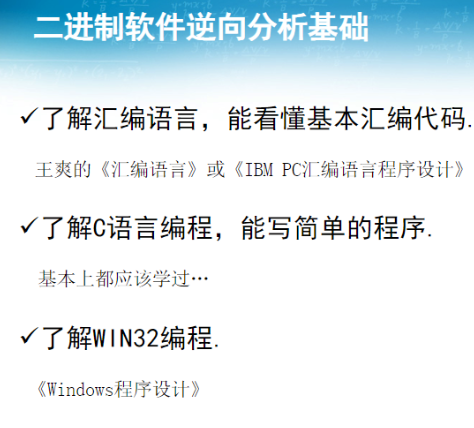 二进制软件逆向分析基础
✓了解汇编语言，能看懂基本汇编代码.
王爽的《汇编语言》或《IBM PC汇编语言程序设计》
✓了解C语言编程，能写简单的程序.
基本上都应该学过…
✓了解WIN32编程.
《Windows程序设计》